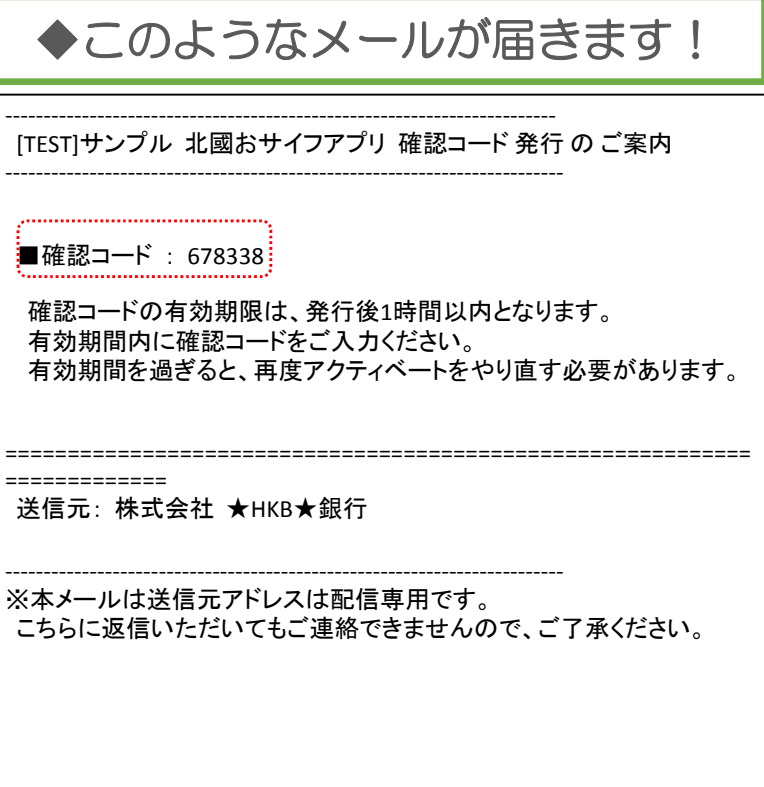 ◆このようなメールが届きます！
--------------------------------------------------------------------------
[TEST]サンプル 北國おサイフアプリ 確認コード 発行 の ご案内
---------------------------------------------------------------------------
■確認コード ： 678338
確認コードの有効期限は、発行後1時間以内となります。
有効期間内に確認コードをご入力ください。
有効期間を過ぎると、再度アクティベートをやり直す必要があります。
============================================================
=============
送信元： 株式会社 ★HKB★銀行
---------------------------------------------------------------------------
※本メールは送信元アドレスは配信専用です。
こちらに返信いただいてもご連絡できませんので、ご了承ください。